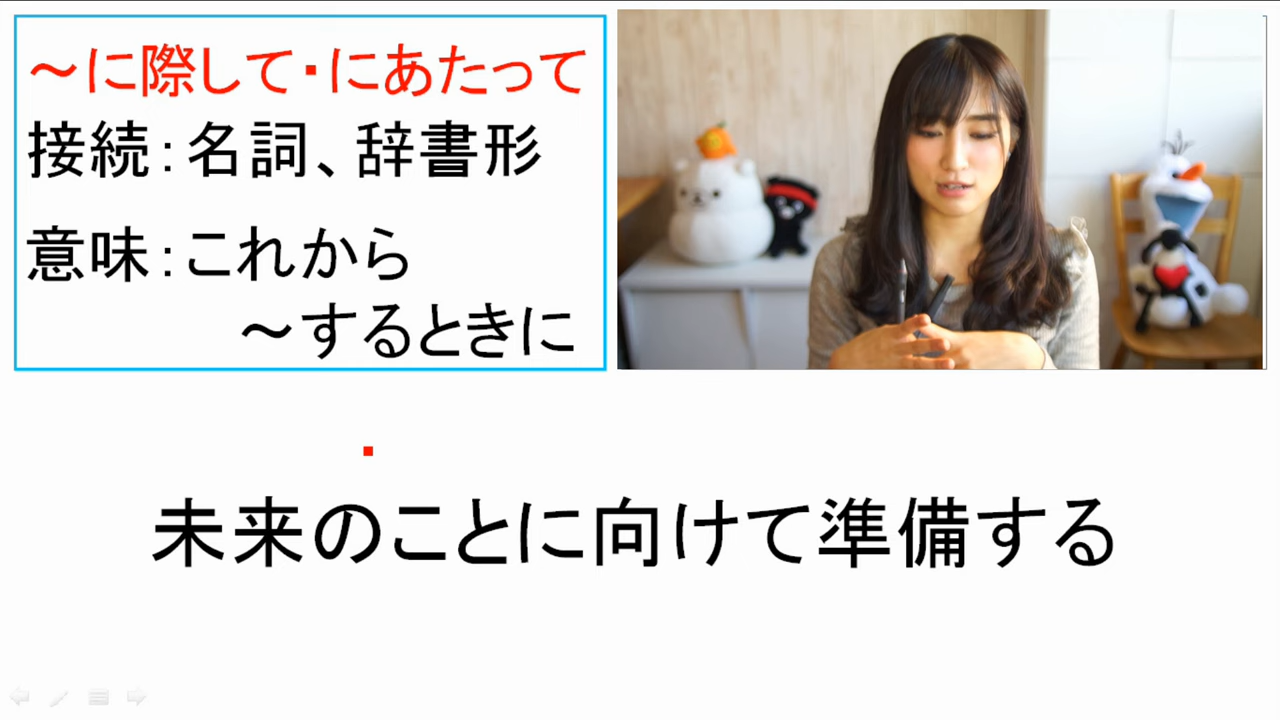 ～に際して・にあたって
接続：名詞、辞書形
意味：これから
～するときに
未来のことに向けて準備する